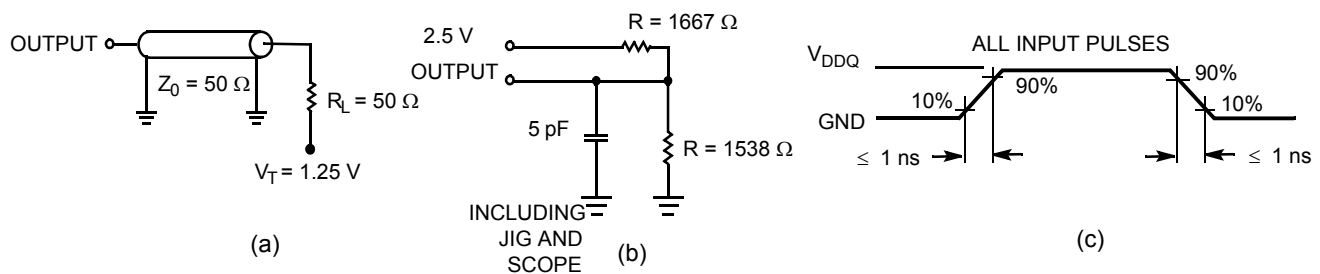 OUTPUT
Z0 = 50 Ω
RL = 50 Ω
VT = 1.25 V
(a)
R = 1667 Ω
2.5 V
OUTPUT
5 pF
R = 1538 Ω
INCLUDING
JIG AND
SCOPE
(b)
ALL INPUT PULSES
VDDQ
GND
10%
90%
90%
10%
≤ 1 ns
≤ 1 ns
(c)